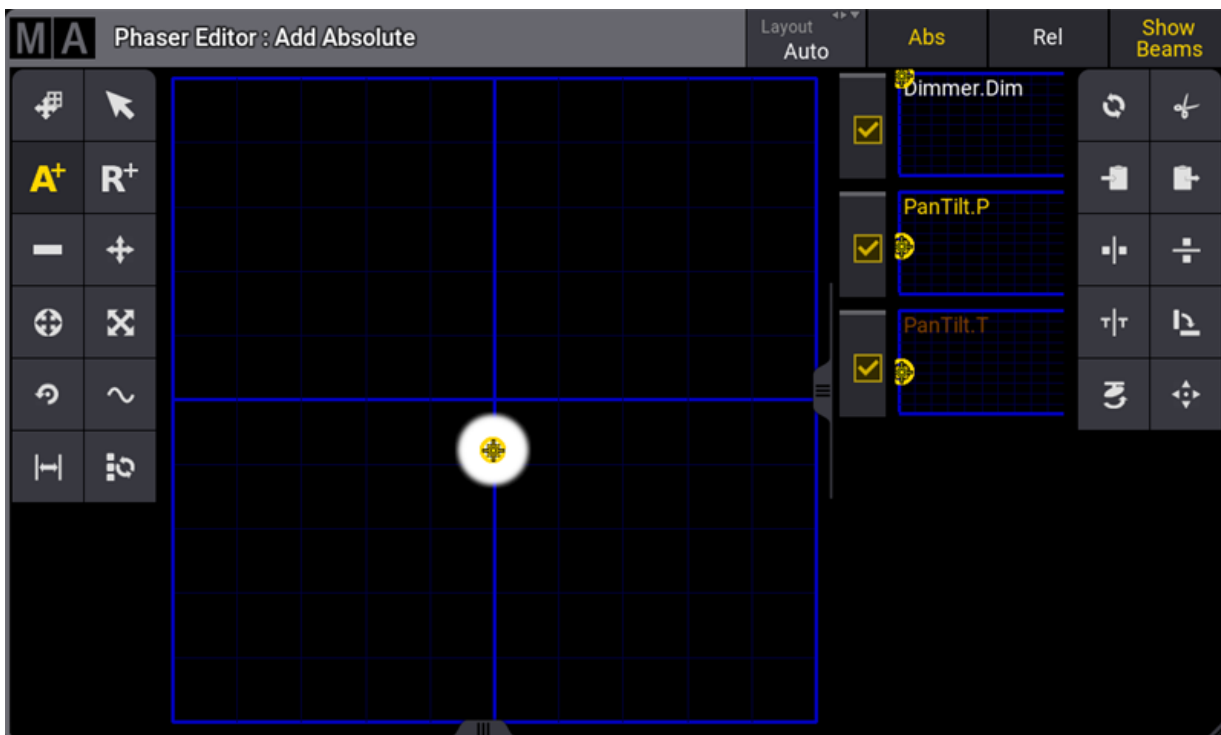 MA Phaser Editor : Add Absolute
Layout
Auto
Abs
Rel
Show
Beams
A+
R+
Dimmer.Dim
PanTilt.P
PanTilt.T
T|T